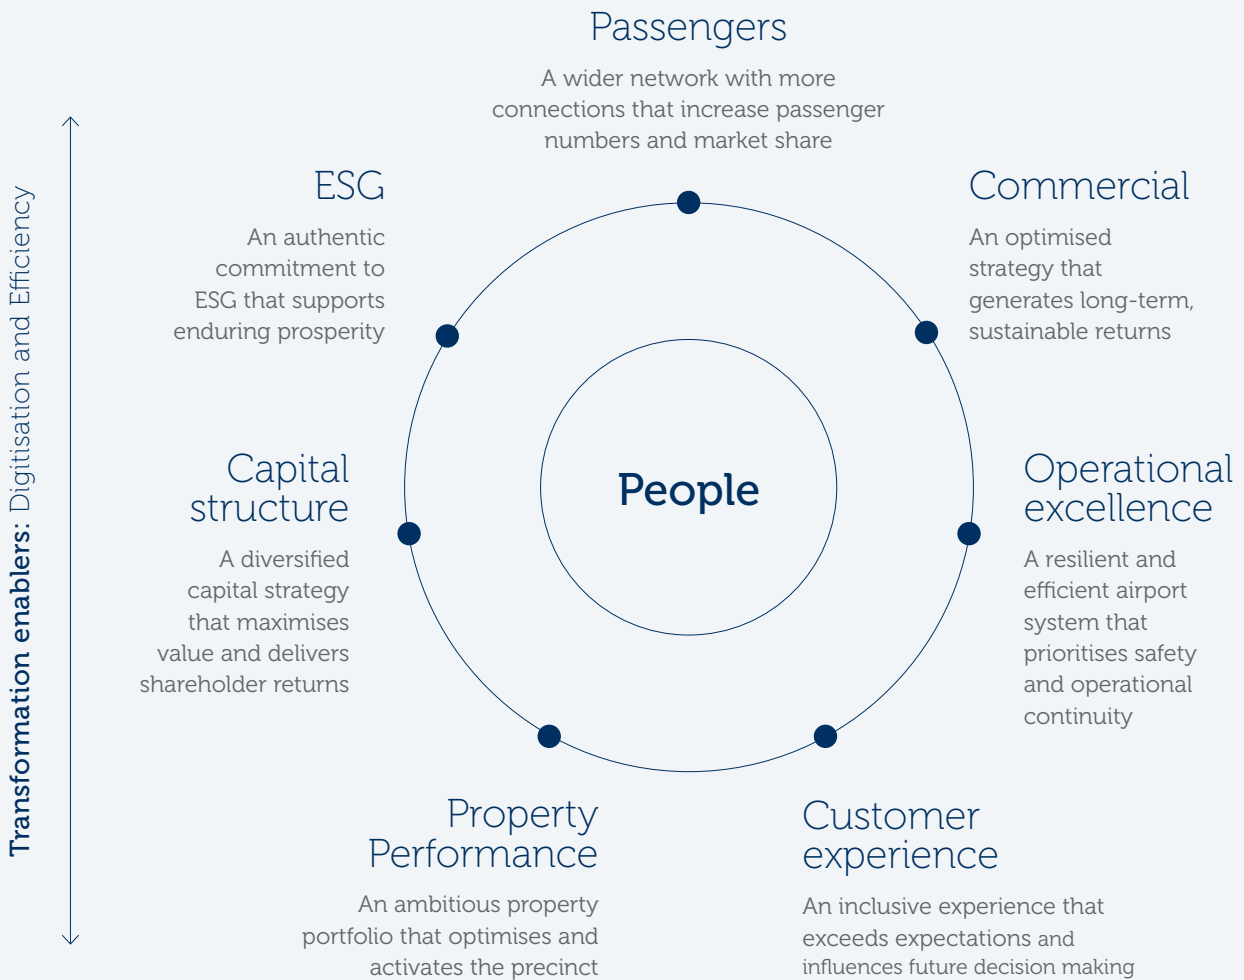 Passengers
A wider network with more
connections that increase passenger
numbers and market share
Commercial
An optimised
strategy that
generates long-term,
sustainable returns
Operational
excellence
A resilient and
efficient airport
system that
prioritises safety
and operational
continuity
Customer
experience
An inclusive experience that
exceeds expectations and
influences future decision making
Property
Performance
An ambitious property
portfolio that optimises and
activates the precinct
Capital
structure
A diversified
capital strategy
that maximises
value and delivers
shareholder returns
ESG
An authentic
commitment to
ESG that supports
enduring prosperity
People
Transformation enablers: Digitisation and Efficiency